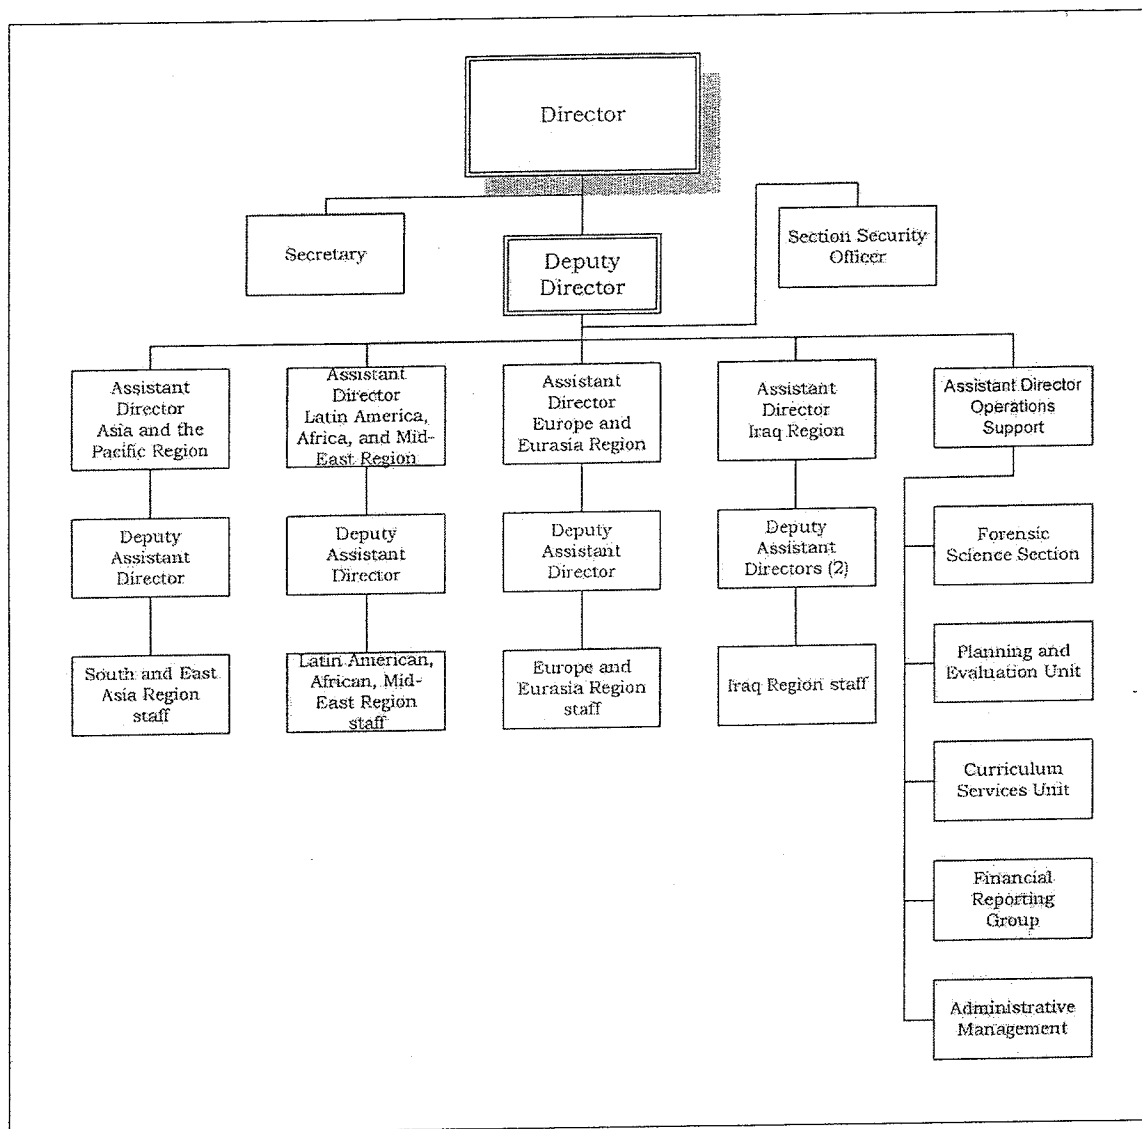 Director
Secretary
Deputy
Director
Section Security
Officer
Assistant
Director
Asia and the
Pacific Region
Assistant
Director
Latin America,
Africa, and Mid-
East Region
Assistant
Director
Europe and
Eurasia Region
Assistant
Director
Iraq Region
Assistant Director
Operations
Support
Deputy
Assistant
Director
Deputy
Assistant
Director
Deputy
Assistant
Director
Deputy
Assistant
Directors (2)
South and East
Asia Region
staff
Latin American,
African, Mid-
East Region
staff
Europe and
Eurasia Region
staff
Iraq Region staff
Forensic
Science Section
Planning and
Evaluation Unit
Curriculum
Services Unit
Financial
Reporting
Group
Administrative
Management